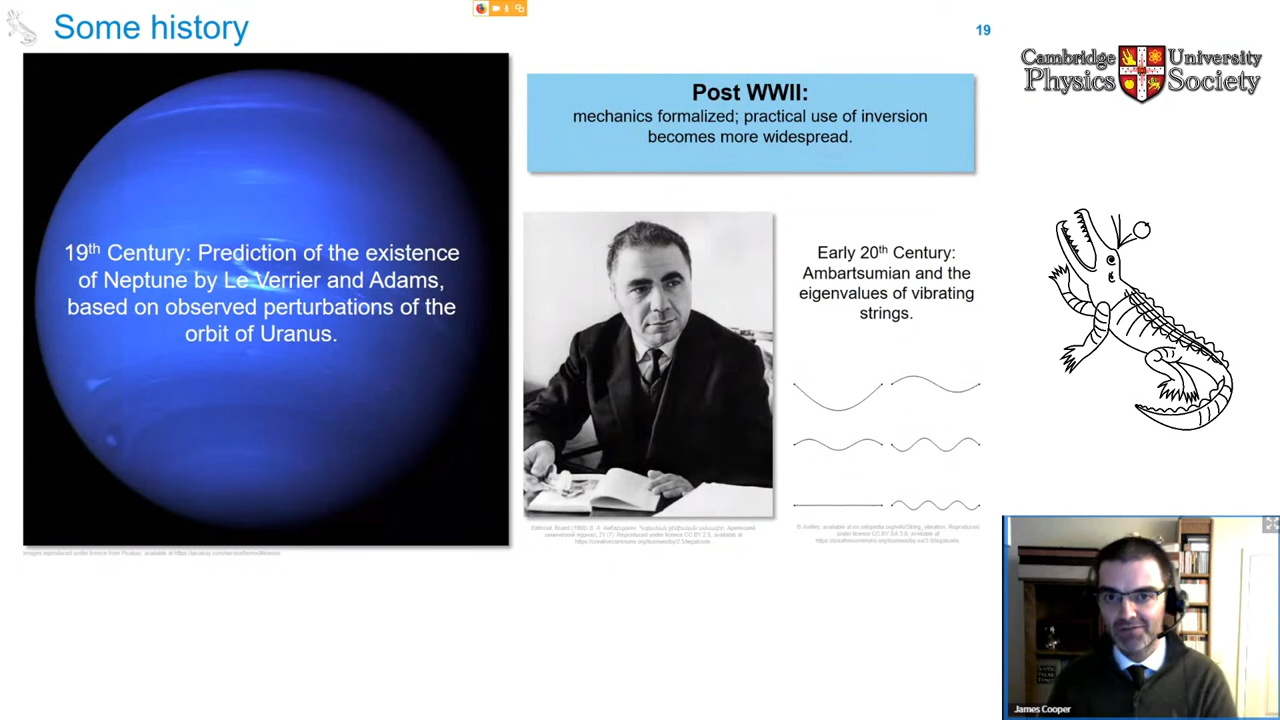 Some history
19
Cambridge University
Physics Society
Post WWII:
mechanics formalized; practical use of inversion
becomes more widespread.
19th Century: Prediction of the existence
of Neptune by Le Verrier and Adams,
based on observed perturbations of the
orbit of Uranus.
Early 20th Century:
Ambartsumian and the
eigenvalues of vibrating
strings.
James Cooper